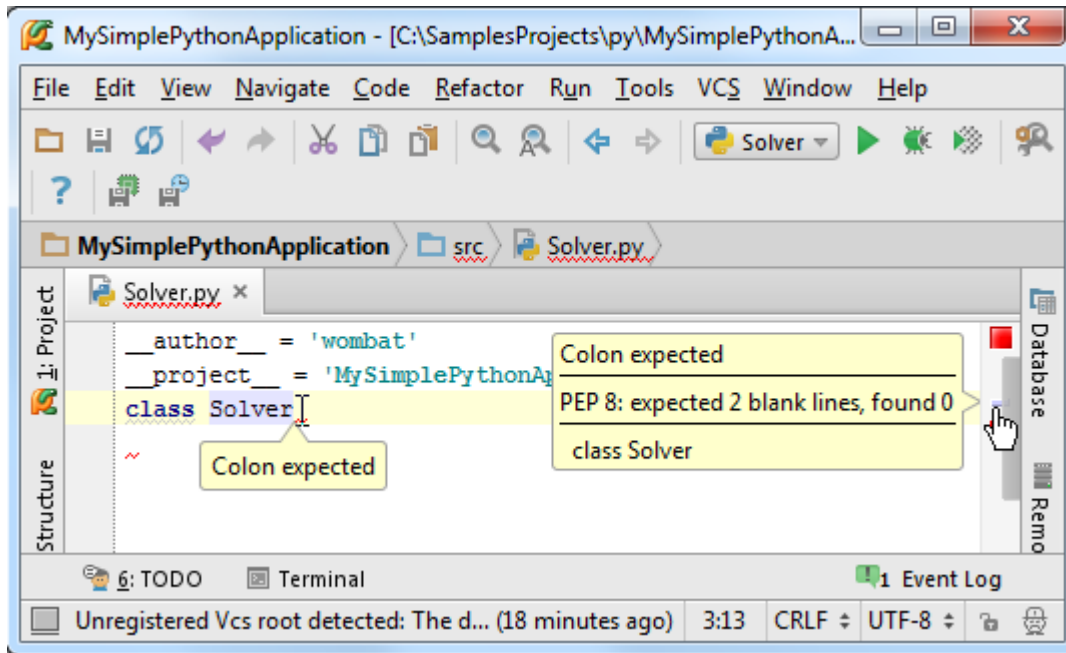 MySimplePythonApplication - [C:\SamplesProjects\py\MySimplePythonA...
File Edit View Navigate Code Refactor Run Tools VCS Window Help
Solver
?
MySimplePythonApplication src Solver.py
1: Project
Structure
Solver.py ×
__author__ = 'wombat'
__project__ = 'MySimplePythonAp
class Solver
Colon expected
Colon expected
PEP 8: expected 2 blank lines, found 0
class Solver
Database
Remo
6: TODO Terminal 1 Event Log
Unregistered Vcs root detected: The d... (18 minutes ago) 3:13 CRLF UTF-8